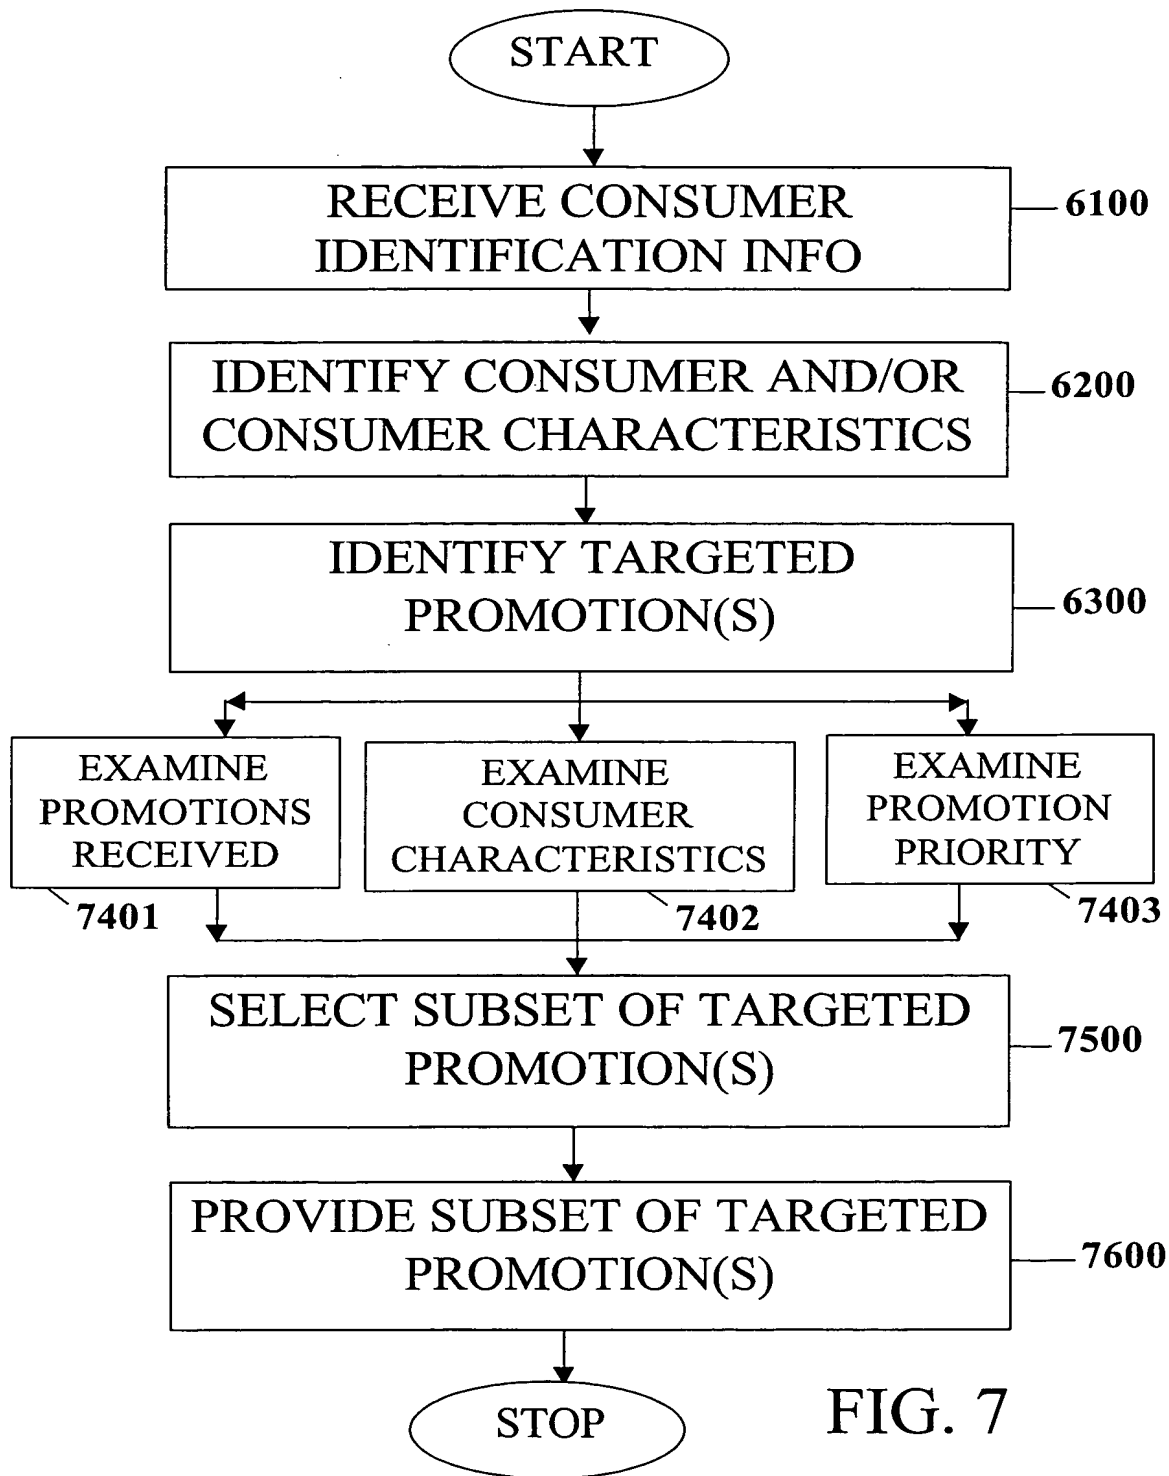 START
RECEIVE CONSUMER
IDENTIFICATION INFO
6100
IDENTIFY CONSUMER AND/OR
CONSUMER CHARACTERISTICS
6200
IDENTIFY TARGETED
PROMOTION(S)
6300
EXAMINE
PROMOTIONS
RECEIVED
7401
EXAMINE
CONSUMER
CHARACTERISTICS
7402
EXAMINE
PROMOTION
PRIORITY
7403
SELECT SUBSET OF TARGETED
PROMOTION(S)
7500
PROVIDE SUBSET OF TARGETED
PROMOTION(S)
7600
STOP
FIG. 7